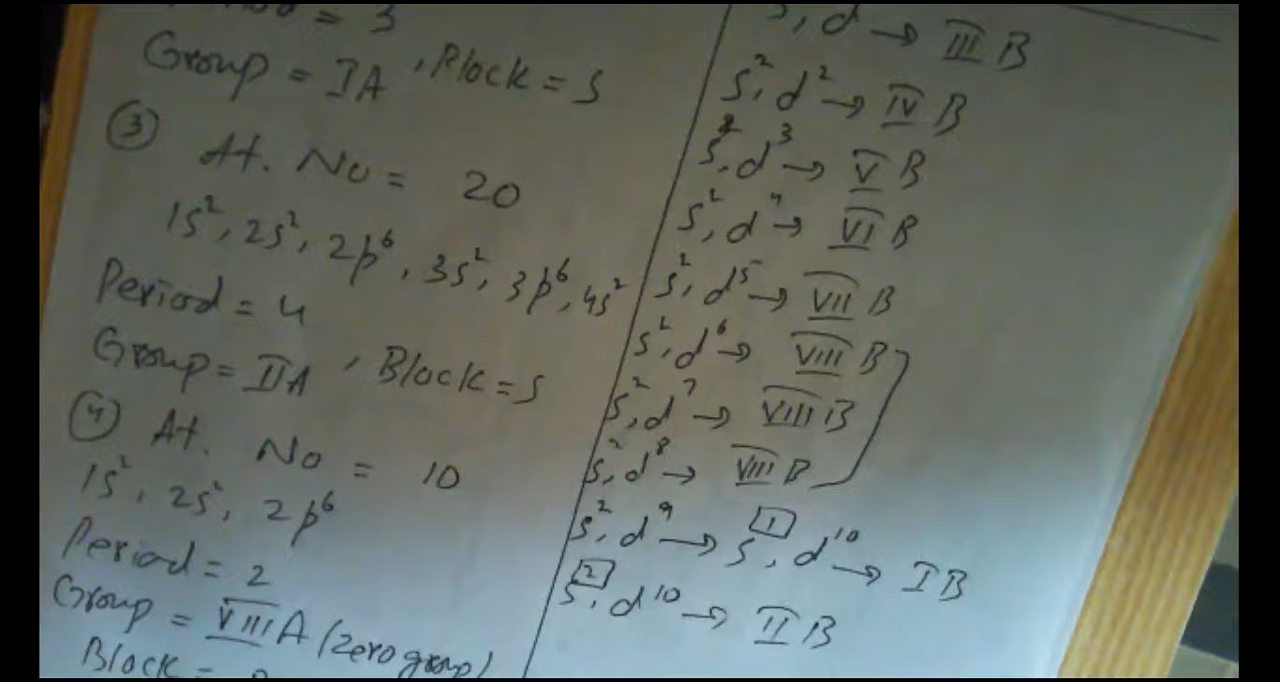 = 3
Group = IA , Block = s
③ At. No = 20
1s², 2s², 2p⁶, 3s², 3p⁶, 4s²
Period = 4
Group = IIA , Block = s
④ At. No = 10
1s², 2s², 2p⁶
Period = 2
Group = VIII A (Zero group)
Block =
s, d → III B
s², d² → IV B
s², d³ → V B
s², d⁴ → VI B
s², d⁵ → VII B
s², d⁶ → VIII B
s², d⁷ → VIII B
s², d⁸ → VIII B
s², d⁹ → s¹, d¹⁰ → I B
s², d¹⁰ → II B